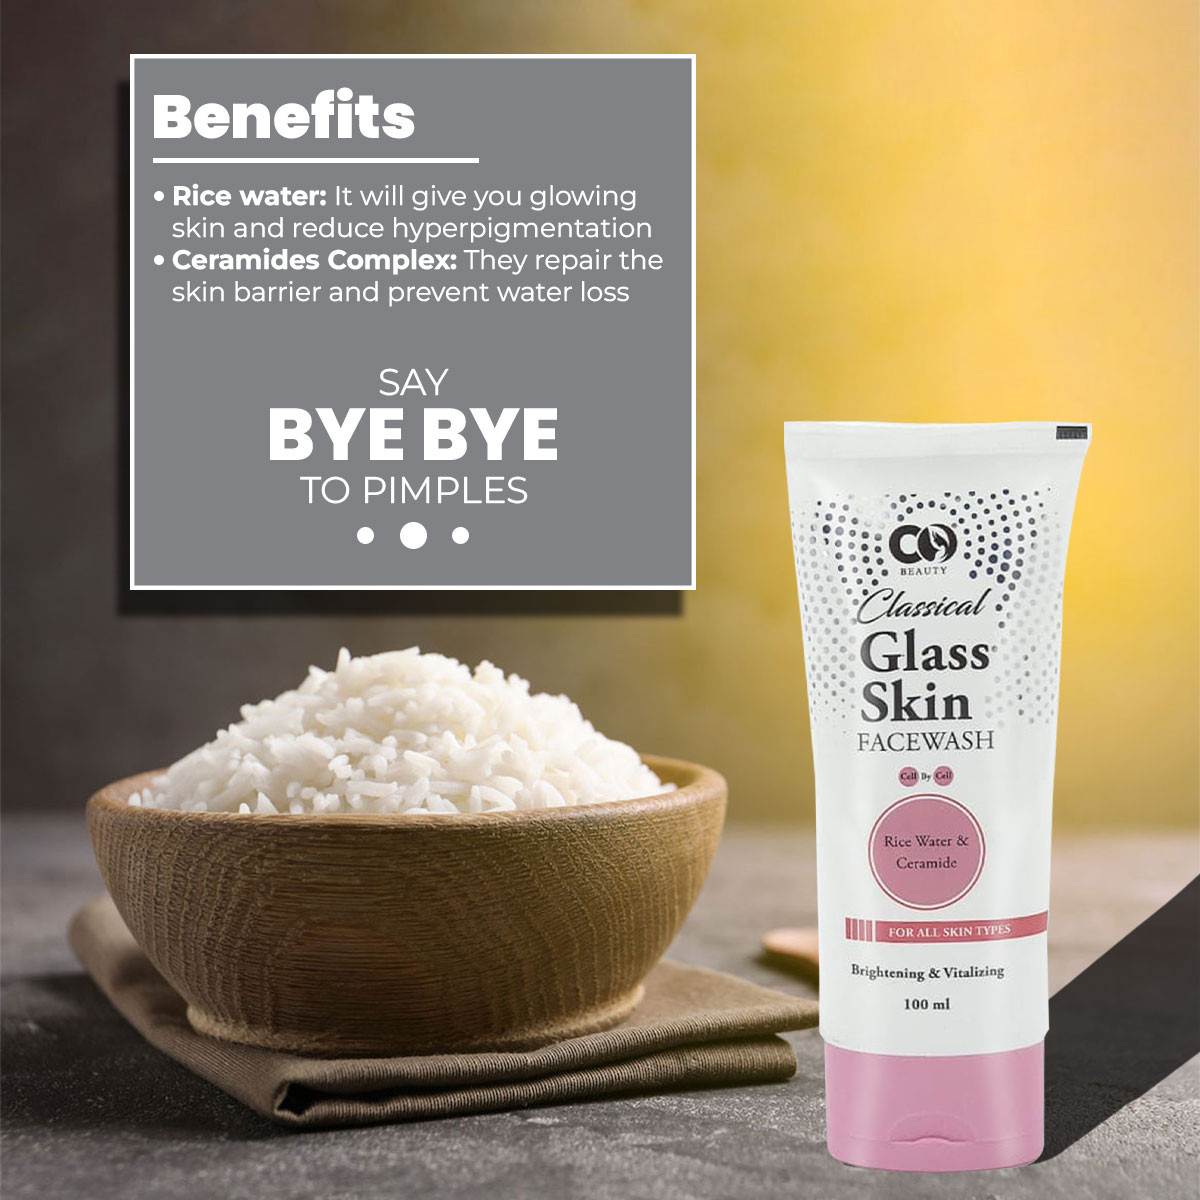 Benefits
• Rice water: It will give you glowing
skin and reduce hyperpigmentation
• Ceramides Complex: They repair the
skin barrier and prevent water loss
SAY
BYE BYE
TO PIMPLES
CO
BEAUTY
Classical
Glass
Skin
FACEWASH
Cell By Cell
Rice Water &
Ceramide
FOR ALL SKIN TYPES
Brightening & Vitalizing
100 ml